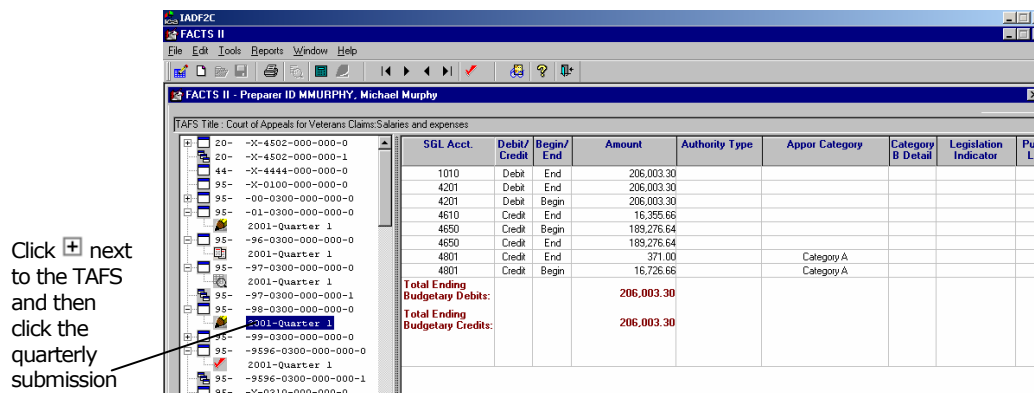 IADF2C
FACTS II
File Edit Tools Reports Window Help
FACTS II - Preparer ID MMURPHY, Michael Murphy
TAFS Title : Court of Appeals for Veterans Claims:Salaries and expenses
20- -X-4502-000-000-0
20- -X-4502-000-000-1
44- -X-4444-000-000-0
95- -X-0100-000-000-0
95- -00-0300-000-000-0
95- -01-0300-000-000-0
2001-Quarter 1
95- -96-0300-000-000-0
2001-Quarter 1
95- -97-0300-000-000-0
2001-Quarter 1
95- -97-0300-000-000-1
95- -98-0300-000-000-0
2001-Quarter 1
95- -99-0300-000-000-0
95- -9596-0300-000-000-0
2001-Quarter 1
95- -9596-0300-000-000-1
95- -X-0310-000-000-0
SGL Acct. Debit/ Credit Begin/ End Amount Authority Type Appor Category Category B Detail Legislation Indicator
1010 Debit End 206,003.30
4201 Debit End 206,003.30
4201 Debit Begin 206,003.30
4610 Credit End 16,355.66
4650 Credit Begin 189,276.64
4650 Credit End 189,276.64
4801 Credit End 371.00 Category A
4801 Credit Begin 16,726.66 Category A
Total Ending
Budgetary Debits: 206,003.30
Total Ending
Budgetary Credits: 206,003.30
Click + next
to the TAFS
and then
click the
quarterly
submission